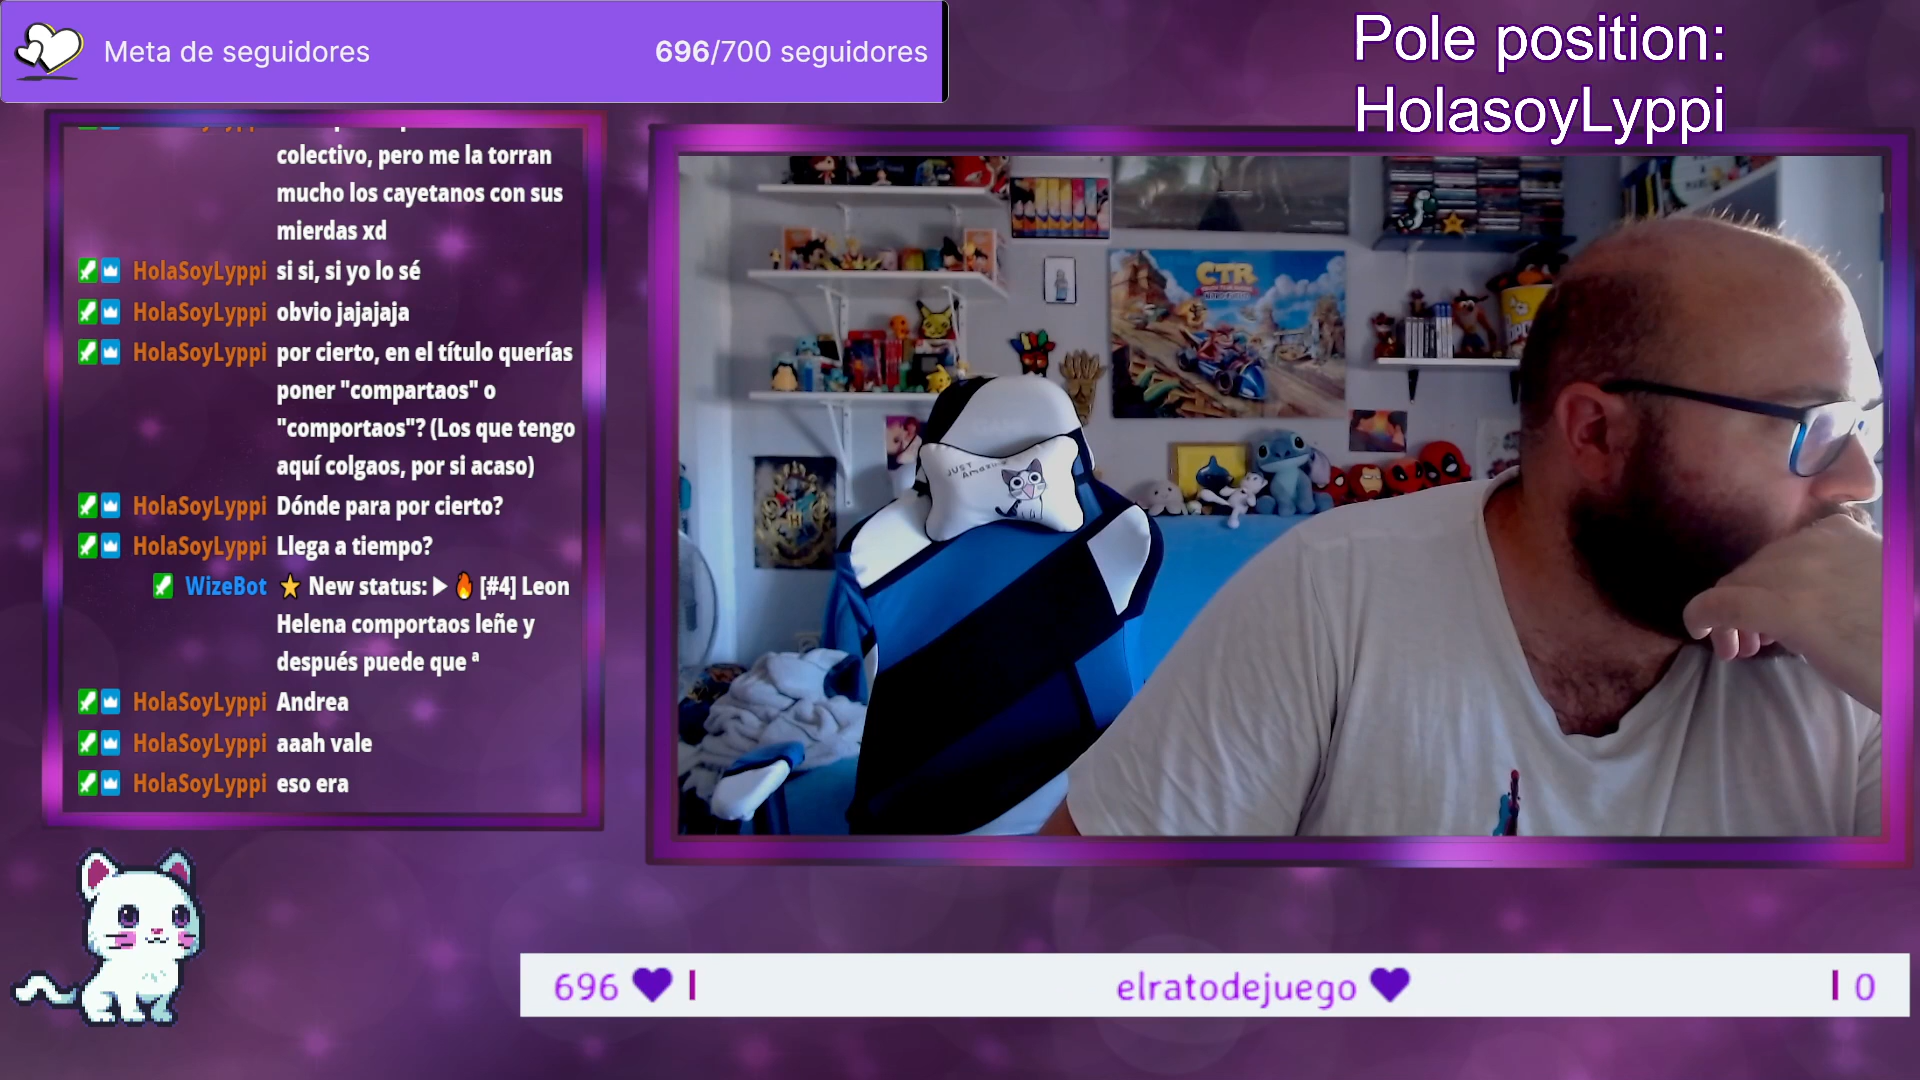 Meta de seguidores
696/700 seguidores
Pole position:
HolasoyLyppi
colectivo, pero me la torran
mucho los cayetanos con sus
mierdas xd
HolaSoyLyppi si si, si yo lo sé
HolaSoyLyppi obvio jajajaja
HolaSoyLyppi por cierto, en el título querías
poner "compartaos" o
"comportaos"? (Los que tengo
aquí colgaos, por si acaso)
HolaSoyLyppi Dónde para por cierto?
HolaSoyLyppi Llega a tiempo?
WizeBot ⭐ New status: ▶🔥 [#4] Leon
Helena comportaos leñe y
después puede que ª
HolaSoyLyppi Andrea
HolaSoyLyppi aaah vale
HolaSoyLyppi eso era
CTR
JUST
Amazing
696
elratodejuego
0